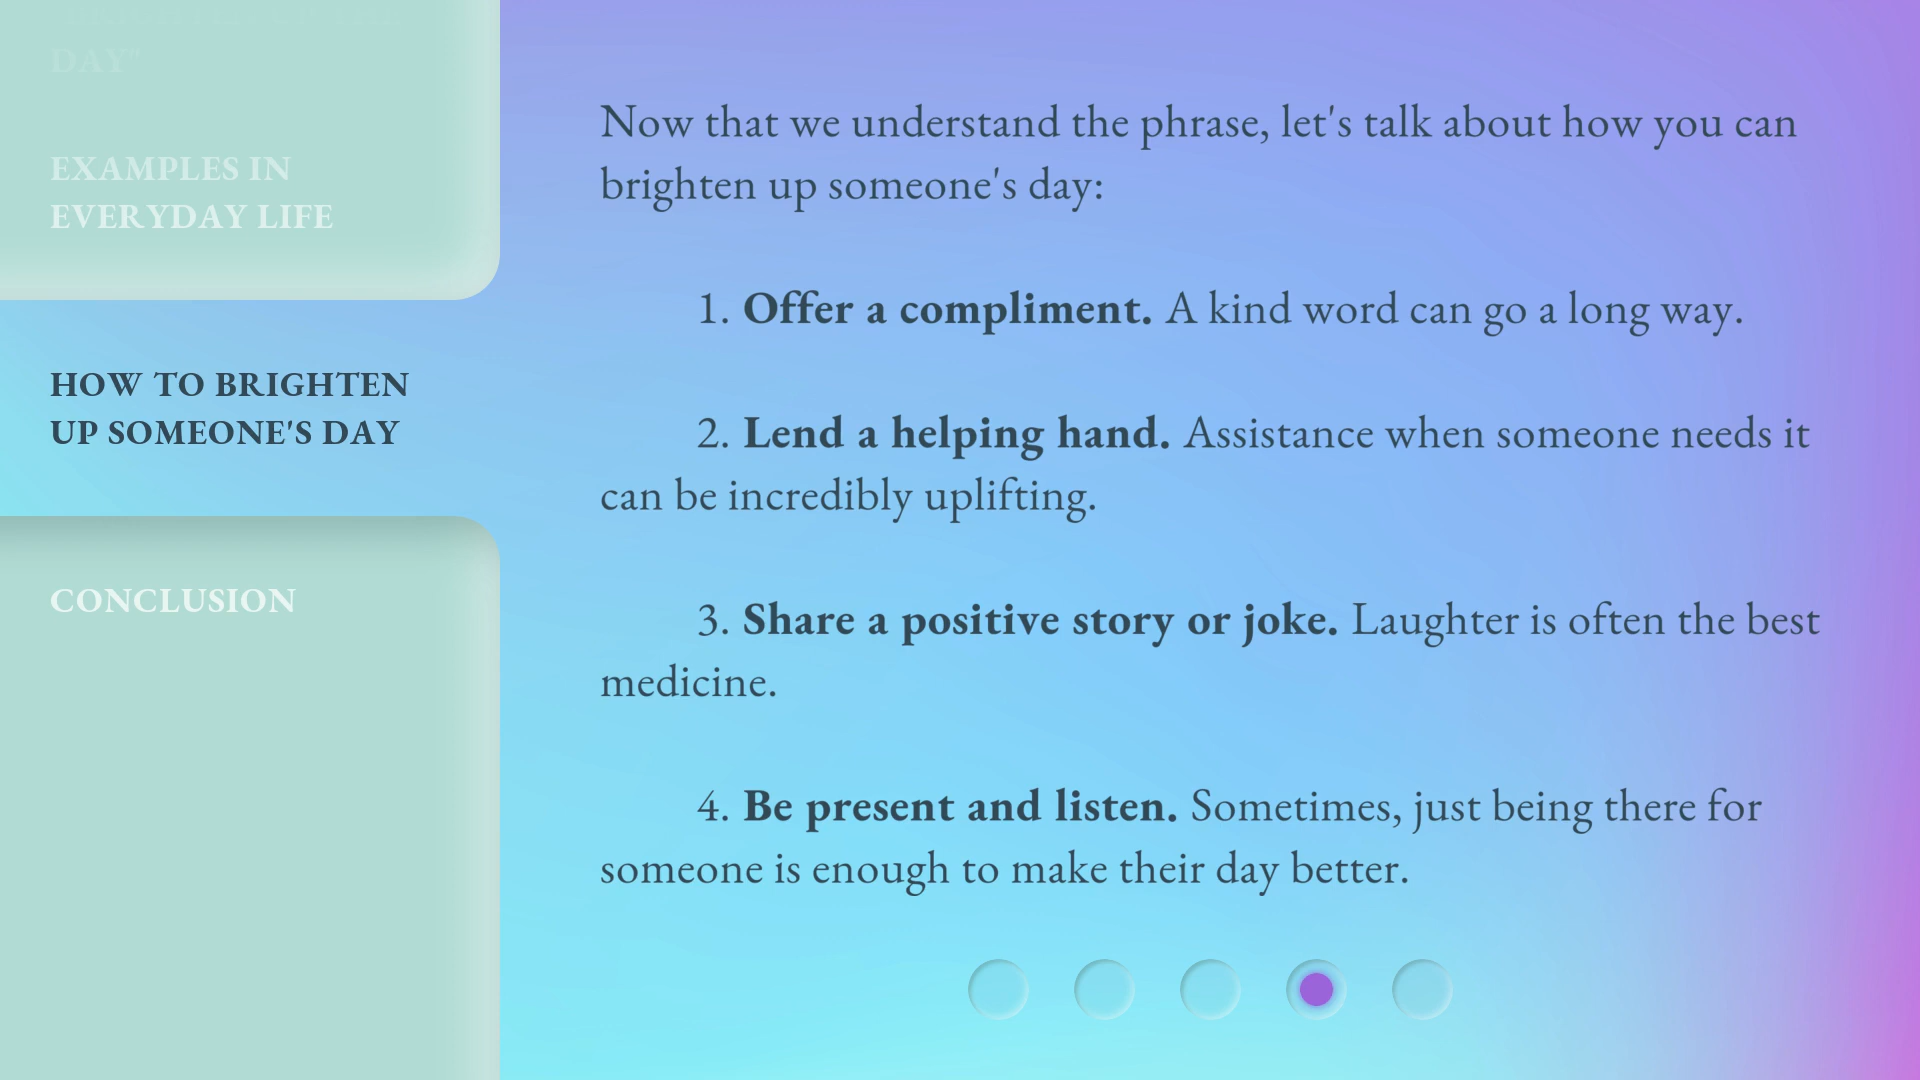 DAY"
EXAMPLES IN
EVERYDAY LIFE
HOW TO BRIGHTEN
UP SOMEONE'S DAY
CONCLUSION
Now that we understand the phrase, let's talk about how you can
brighten up someone's day:
1. Offer a compliment. A kind word can go a long way.
2. Lend a helping hand. Assistance when someone needs it
can be incredibly uplifting.
3. Share a positive story or joke. Laughter is often the best
medicine.
4. Be present and listen. Sometimes, just being there for
someone is enough to make their day better.